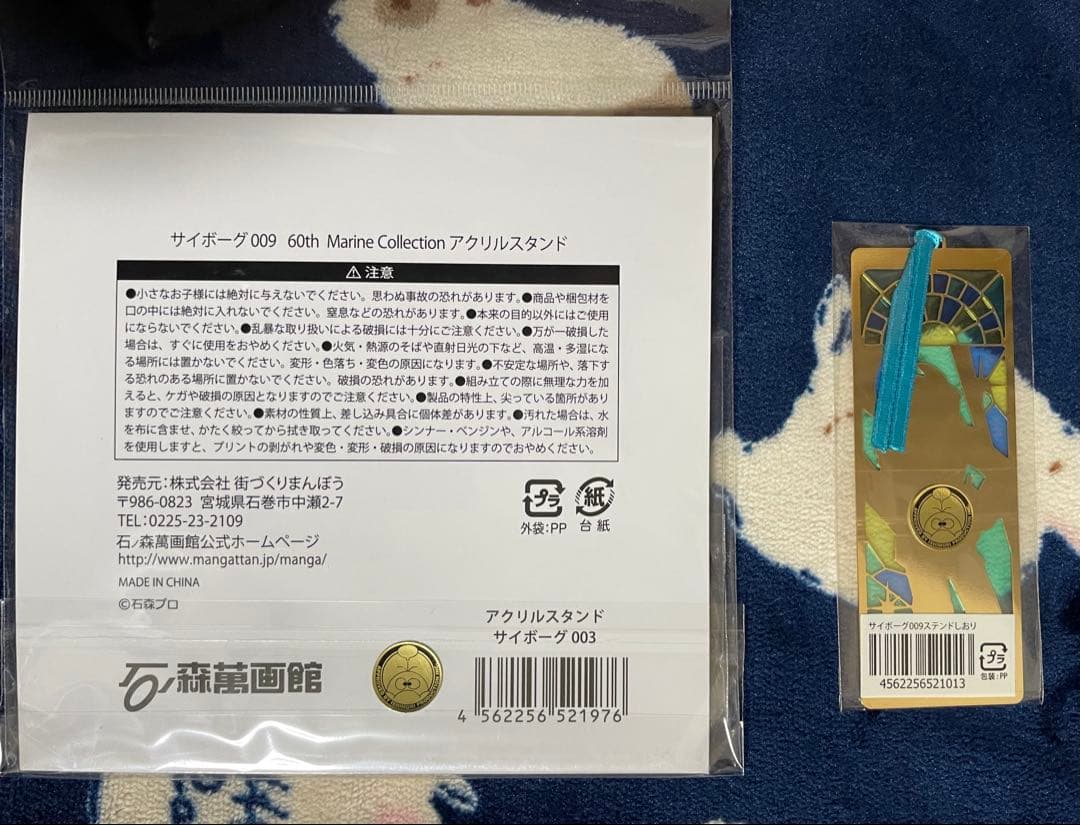 サイボーグ009 60th Marine Collection アクリルスタンド
⚠ 注意
●小さなお子様には絶対に与えないでください。思わぬ事故の恐れがあります。●商品や梱包材を
口の中には絶対に入れないでください。窒息などの恐れがあります。●本来の目的以外にはご使用
にならないでください。●乱暴な取り扱いによる破損には十分にご注意ください。●万が一破損した
場合は、すぐに使用をおやめください。●火気・熱源のそばや直射日光の下など、高温・多湿にな
る場所には置かないでください。変形・色落ち・変色の原因になります。●不安定な場所や、落下す
る恐れのある場所に置かないでください。破損の恐れがあります。●組み立ての際に無理な力を加
えると、ケガや破損の原因となりますのでご注意ください。●製品の特性上、尖っている箇所があり
ますのでご注意ください。●素材の性質上、差し込み具合に個体差があります。●汚れた場合は、水
を布に含ませ、かたく絞ってから拭き取ってください。●シンナー・ベンジンや、アルコール系溶剤
を使用しますと、プリントの剥がれや変色・変形・破損の原因になりますのでおやめください。
発売元：株式会社 街づくりまんぼう
〒986-0823 宮城県石巻市中瀬2-7
TEL:0225-23-2109
石ノ森萬画館公式ホームページ
http://www.mangattan.jp/manga/
MADE IN CHINA
©石森プロ
プラ
外袋：PP
紙
台紙
アクリルスタンド
サイボーグ 003
石ノ森萬画館
4 562256 521976
サイボーグ009ステンドしおり
4562256521013
プラ
包装：PP